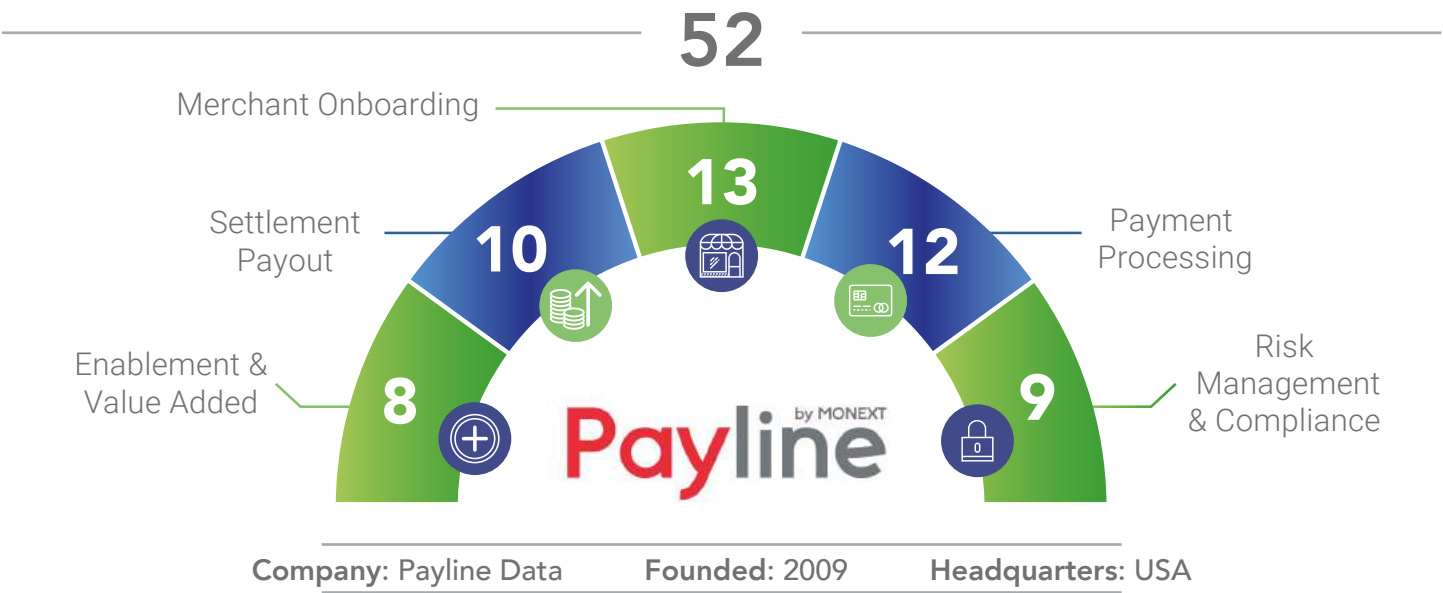 52
Merchant Onboarding
13
Settlement
Payout
10
12
Payment
Processing
Enablement &
Value Added
8
9
Risk
Management
& Compliance
by MONEXT
Payline
Company: Payline Data Founded: 2009 Headquarters: USA